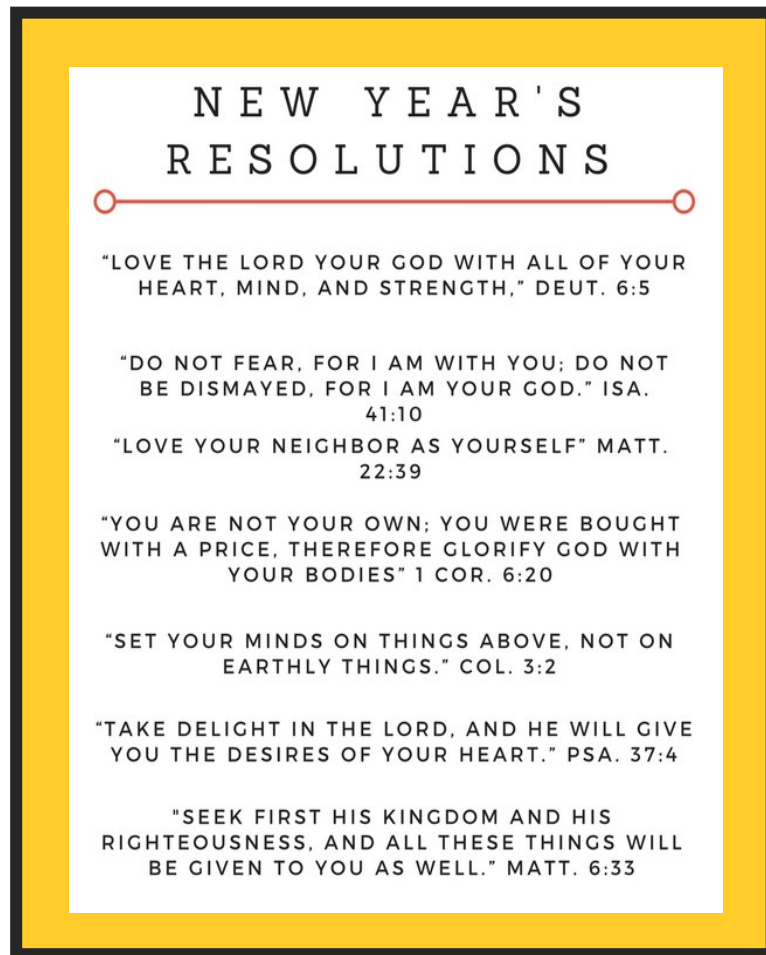 NEW YEAR'S
RESOLUTIONS
“LOVE THE LORD YOUR GOD WITH ALL OF YOUR
HEART, MIND, AND STRENGTH,” DEUT. 6:5
“DO NOT FEAR, FOR I AM WITH YOU; DO NOT
BE DISMAYED, FOR I AM YOUR GOD.” ISA.
41:10
“LOVE YOUR NEIGHBOR AS YOURSELF” MATT.
22:39
“YOU ARE NOT YOUR OWN; YOU WERE BOUGHT
WITH A PRICE, THEREFORE GLORIFY GOD WITH
YOUR BODIES” 1 COR. 6:20
“SET YOUR MINDS ON THINGS ABOVE, NOT ON
EARTHLY THINGS.” COL. 3:2
“TAKE DELIGHT IN THE LORD, AND HE WILL GIVE
YOU THE DESIRES OF YOUR HEART.” PSA. 37:4
"SEEK FIRST HIS KINGDOM AND HIS
RIGHTEOUSNESS, AND ALL THESE THINGS WILL
BE GIVEN TO YOU AS WELL.” MATT. 6:33